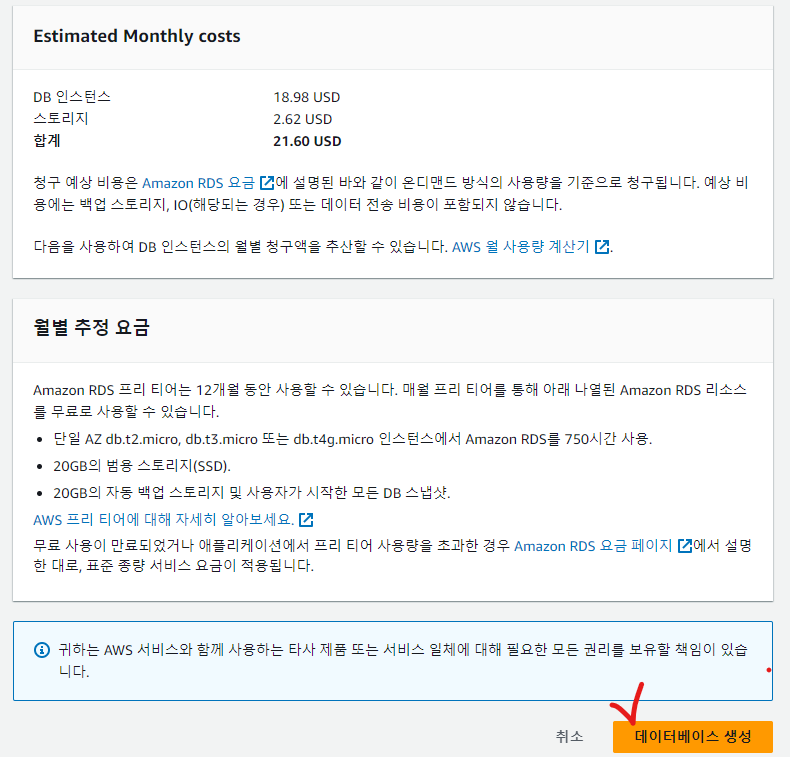 Estimated Monthly costs
DB 인스턴스 18.98 USD
스토리지 2.62 USD
합계 21.60 USD
청구 예상 비용은 Amazon RDS 요금 에 설명된 바와 같이 온디맨드 방식의 사용량을 기준으로 청구됩니다. 예상 비
용에는 백업 스토리지, IO(해당되는 경우) 또는 데이터 전송 비용이 포함되지 않습니다.
다음을 사용하여 DB 인스턴스의 월별 청구액을 추산할 수 있습니다. AWS 월 사용량 계산기 .
월별 추정 요금
Amazon RDS 프리 티어는 12개월 동안 사용할 수 있습니다. 매월 프리 티어를 통해 아래 나열된 Amazon RDS 리소스
를 무료로 사용할 수 있습니다.
• 단일 AZ db.t2.micro, db.t3.micro 또는 db.t4g.micro 인스턴스에서 Amazon RDS를 750시간 사용.
• 20GB의 범용 스토리지(SSD).
• 20GB의 자동 백업 스토리지 및 사용자가 시작한 모든 DB 스냅샷.
AWS 프리 티어에 대해 자세히 알아보세요.
무료 사용이 만료되었거나 애플리케이션에서 프리 티어 사용량을 초과한 경우 Amazon RDS 요금 페이지 에서 설명
한 대로, 표준 종량 서비스 요금이 적용됩니다.
귀하는 AWS 서비스와 함께 사용하는 타사 제품 또는 서비스 일체에 대해 필요한 모든 권리를 보유할 책임이 있습
니다.
취소 데이터베이스 생성